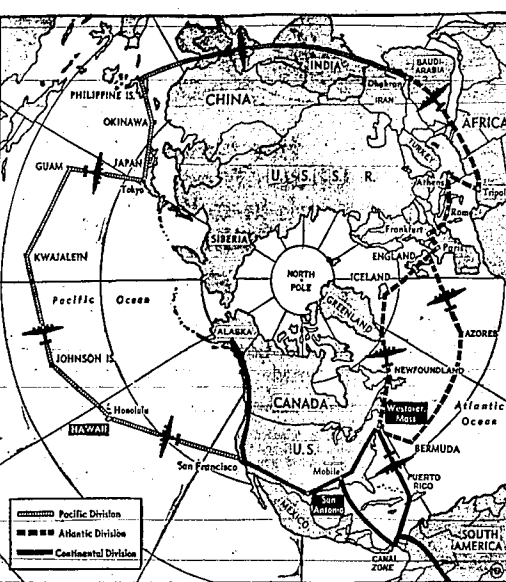 INDIA
SAUDI-
ARABIA
Dhahran
PHILIPPINE IS.
CHINA
IRAN
AFRICA
OKINAWA
TURKEY
GUAM
JAPAN
Tokyo
U. S. S. R.
Athens
Tripoli
Rome
Frankfurt
SIBERIA
Paris
ENGLAND
KWAJALEIN
NORTH
POLE
ICELAND
Pacific Ocean
GREENLAND
ALASKA
AZORES
JOHNSON IS.
NEWFOUNDLAND
CANADA
Atlantic
Ocean
Honolulu
Westover,
Mass
HAWAII
U.S.
BERMUDA
San Francisco
Mobile
PUERTO
RICO
San
Antonio
MEXICO
Pacific Division
Atlantic Division
Continental Division
SOUTH
AMERICA
CANAL
ZONE